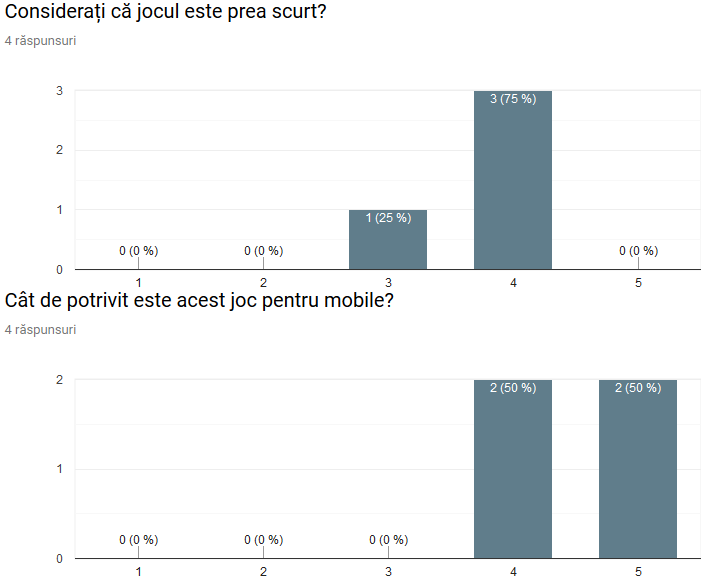 Considerați că jocul este prea scurt?
4 răspunsuri
3
3 (75 %)
2
1
1 (25 %)
0 (0 %) 0 (0 %) 0 (0 %)
0
1 2 3 4 5
Cât de potrivit este acest joc pentru mobile?
4 răspunsuri
2
2 (50 %) 2 (50 %)
1
0 (0 %) 0 (0 %) 0 (0 %)
0
1 2 3 4 5